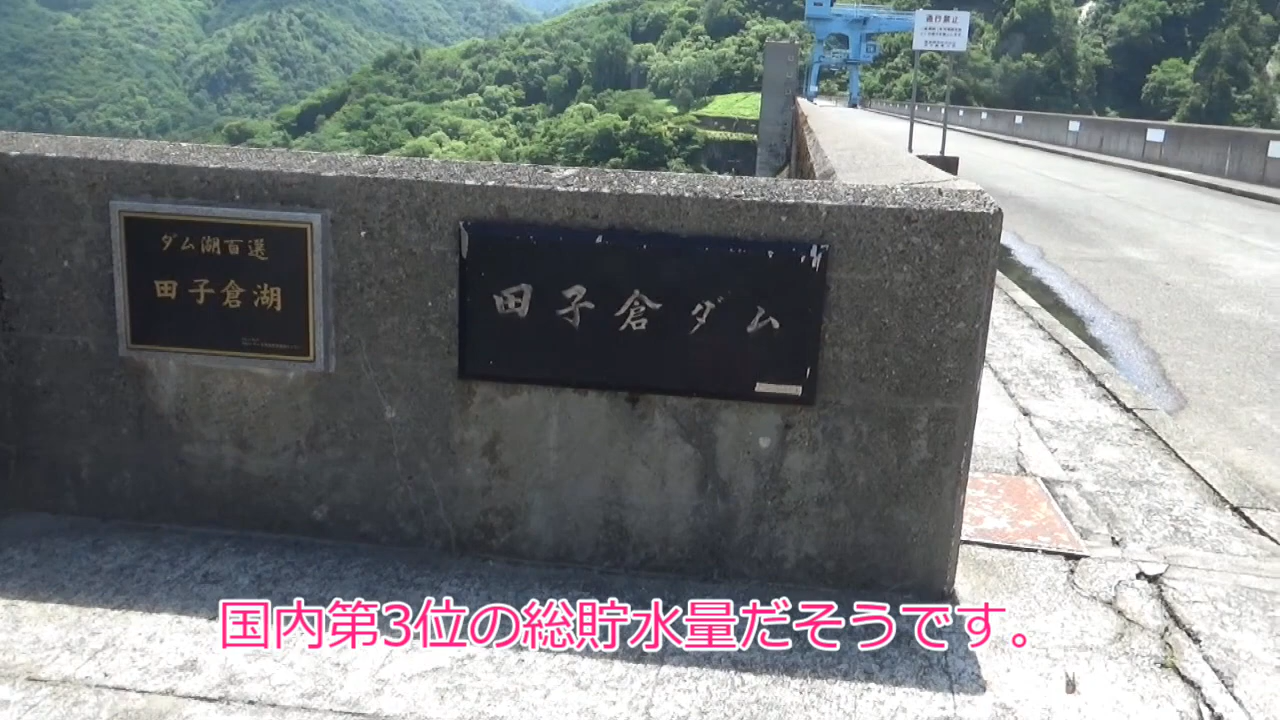 通行禁止
ダム湖百選
田子倉湖
田子倉ダム
国内第3位の総貯水量だそうです。